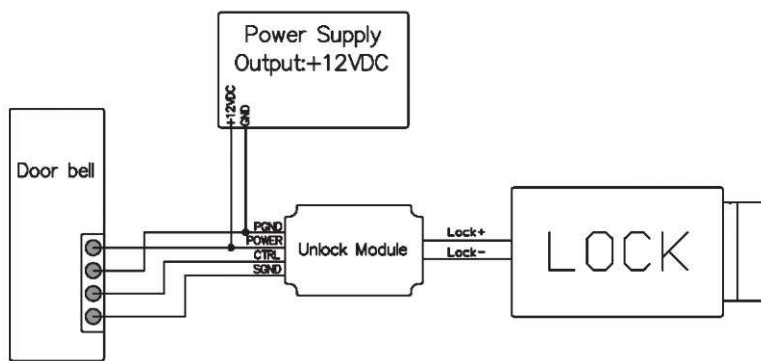 Power Supply
Output:+12VDC
+12VDC
GND
Door bell
PGND
POWER
CTRL
SGND
Unlock Module
Lock+
Lock-
LOCK